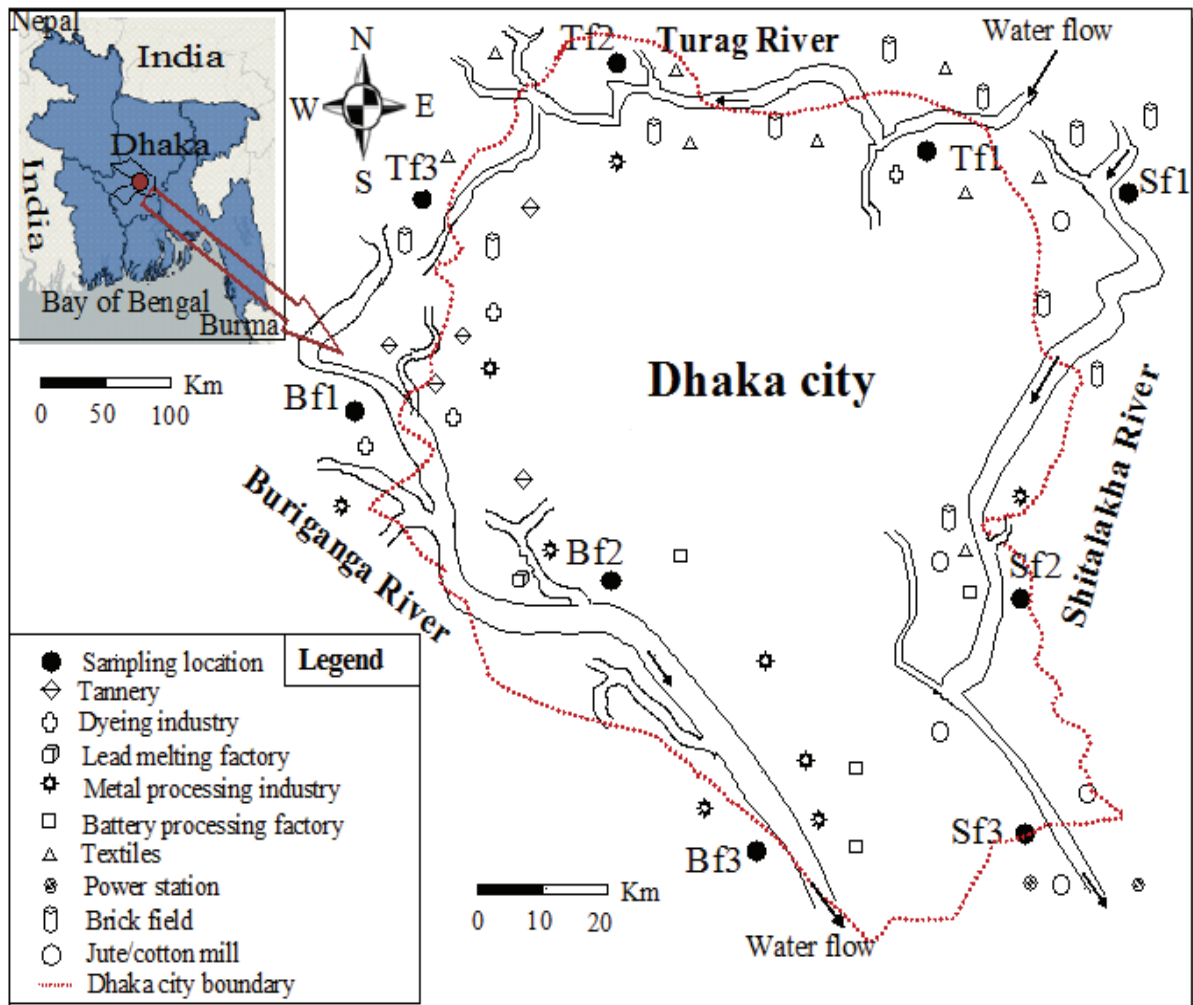 Nepal
India
Dhaka
India
Bay of Bengal
Burma
Km
0 50 100
N
W E
S
Tf2
Turag River
Water flow
Tf3
Tf1
Sf1
Dhaka city
Bf1
Buriganga River
Bf2
Shitalakha River
Sf2
Bf3
Sf3
Km
0 10 20
Water flow
Legend
Sampling location
Tannery
Dyeing industry
Lead melting factory
Metal processing industry
Battery processing factory
Textiles
Power station
Brick field
Jute/cotton mill
Dhaka city boundary